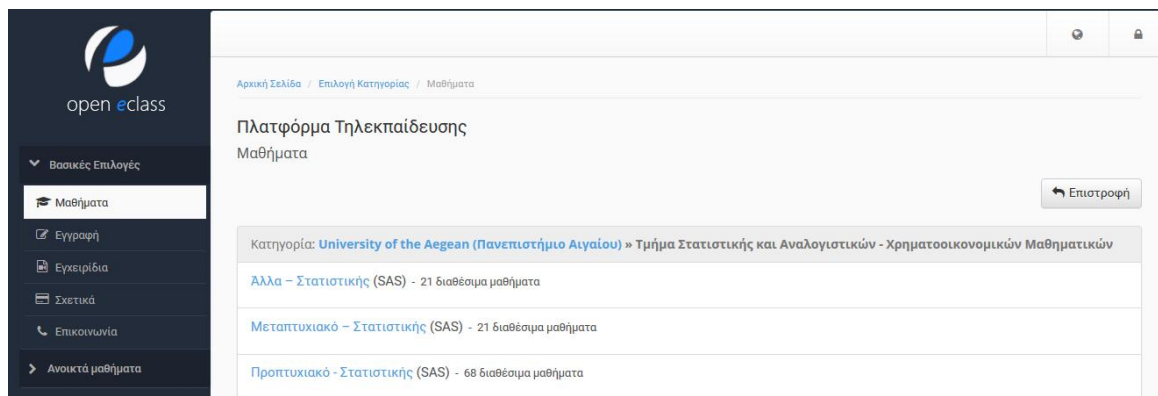 open eclass
Βασικές Επιλογές
Μαθήματα
Εγγραφή
Εγχειρίδια
Σχετικά
Επικοινωνία
Ανοικτά μαθήματα
Αρχική Σελίδα / Επιλογή Κατηγορίας / Μαθήματα
Πλατφόρμα Τηλεκπαίδευσης
Μαθήματα
Επιστροφή
Κατηγορία: University of the Aegean (Πανεπιστήμιο Αιγαίου) » Τμήμα Στατιστικής και Αναλογιστικών - Χρηματοοικονομικών Μαθηματικών
Άλλα – Στατιστικής (SAS) - 21 διαθέσιμα μαθήματα
Μεταπτυχιακό – Στατιστικής (SAS) - 21 διαθέσιμα μαθήματα
Προπτυχιακό - Στατιστικής (SAS) - 68 διαθέσιμα μαθήματα